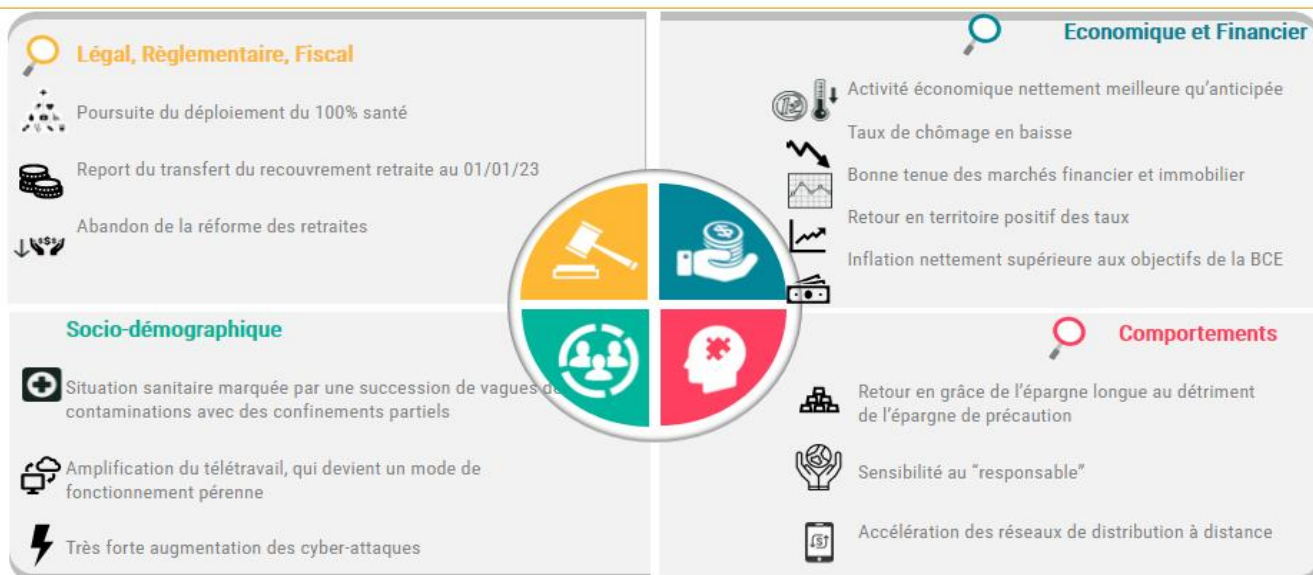 Légal, Règlementaire, Fiscal
Poursuite du déploiement du 100% santé
Report du transfert du recouvrement retraite au 01/01/23
Abandon de la réforme des retraites
Economique et Financier
Activité économique nettement meilleure qu’anticipée
Taux de chômage en baisse
Bonne tenue des marchés financier et immobilier
Retour en territoire positif des taux
Inflation nettement supérieure aux objectifs de la BCE
Socio-démographique
Situation sanitaire marquée par une succession de vagues
contaminations avec des confinements partiels
Amplification du télétravail, qui devient un mode de
fonctionnement pérenne
Très forte augmentation des cyber-attaques
Comportements
Retour en grâce de l’épargne longue au détriment
de l’épargne de précaution
Sensibilité au “responsable”
Accélération des réseaux de distribution à distance